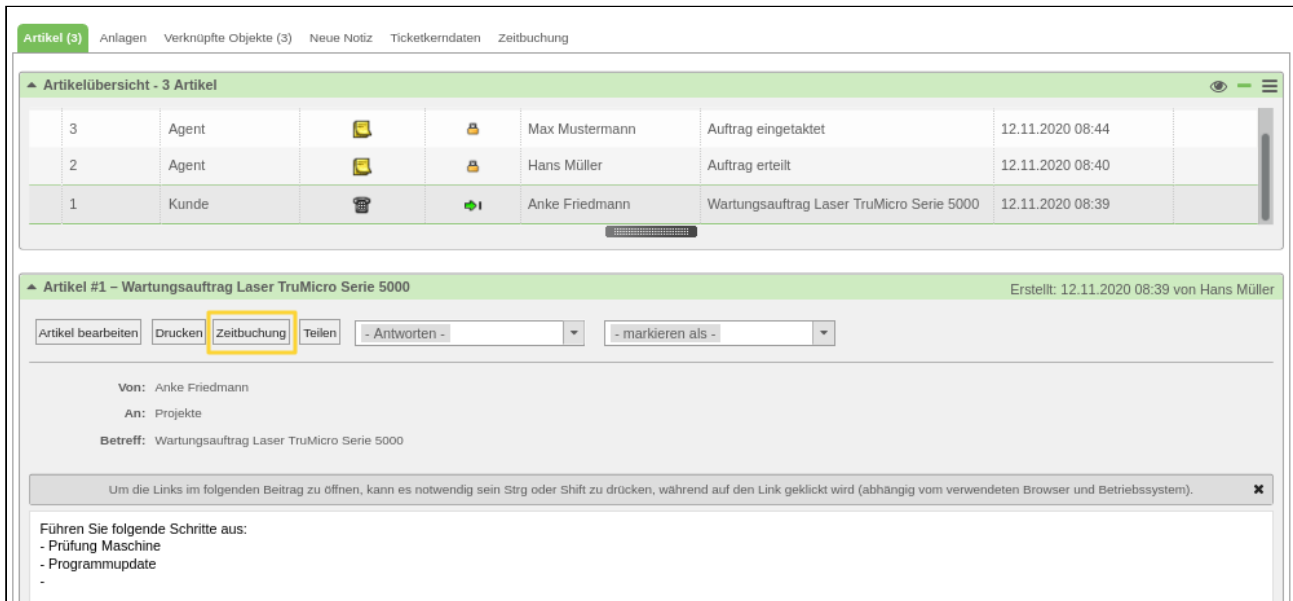 Artikel (3) Anlagen Verknüpfte Objekte (3) Neue Notiz Ticketkerndaten Zeitbuchung
Artikelübersicht - 3 Artikel
3 Agent Max Mustermann Auftrag eingetaktet 12.11.2020 08:44
2 Agent Hans Müller Auftrag erteilt 12.11.2020 08:40
1 Kunde Anke Friedmann Wartungsauftrag Laser TruMicro Serie 5000 12.11.2020 08:39
Artikel #1 – Wartungsauftrag Laser TruMicro Serie 5000 Erstellt: 12.11.2020 08:39 von Hans Müller
Artikel bearbeiten Drucken Zeitbuchung Teilen - Antworten - - markieren als -
Von: Anke Friedmann
An: Projekte
Betreff: Wartungsauftrag Laser TruMicro Serie 5000
Um die Links im folgenden Beitrag zu öffnen, kann es notwendig sein Strg oder Shift zu drücken, während auf den Link geklickt wird (abhängig vom verwendeten Browser und Betriebssystem).
Führen Sie folgende Schritte aus:
- Prüfung Maschine
- Programmupdate
-